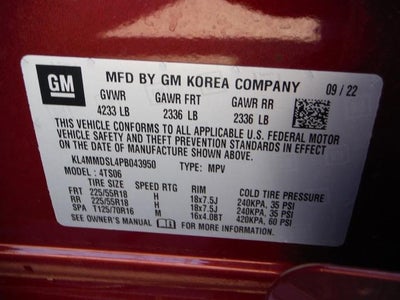 GM
MFD BY GM KOREA COMPANY 09/22
GVWR GAWR FRT GAWR RR
4233 LB 2336 LB 2336 LB
THIS VEHICLE CONFORMS TO ALL APPLICABLE U.S. FEDERAL MOTOR
VEHICLE SAFETY AND THEFT PREVENTION STANDARDS IN EFFECT
ON THE DATE OF MANUFACTURE SHOWN ABOVE.
KL4MMDSL4PB043950 TYPE: MPV
MODEL: 4TS06
TIRE SIZE SPEED RTG RIM COLD TIRE PRESSURE
FRT 225/55R18 H 18x7.5J 240KPA, 35 PSI
RR 225/55R18 H 18x7.5J 240KPA, 35 PSI
SPA T125/70R16 M 16x4.0BT 420KPA, 60 PSI
SEE OWNER'S MANUAL i FOR MORE INFORMATION.